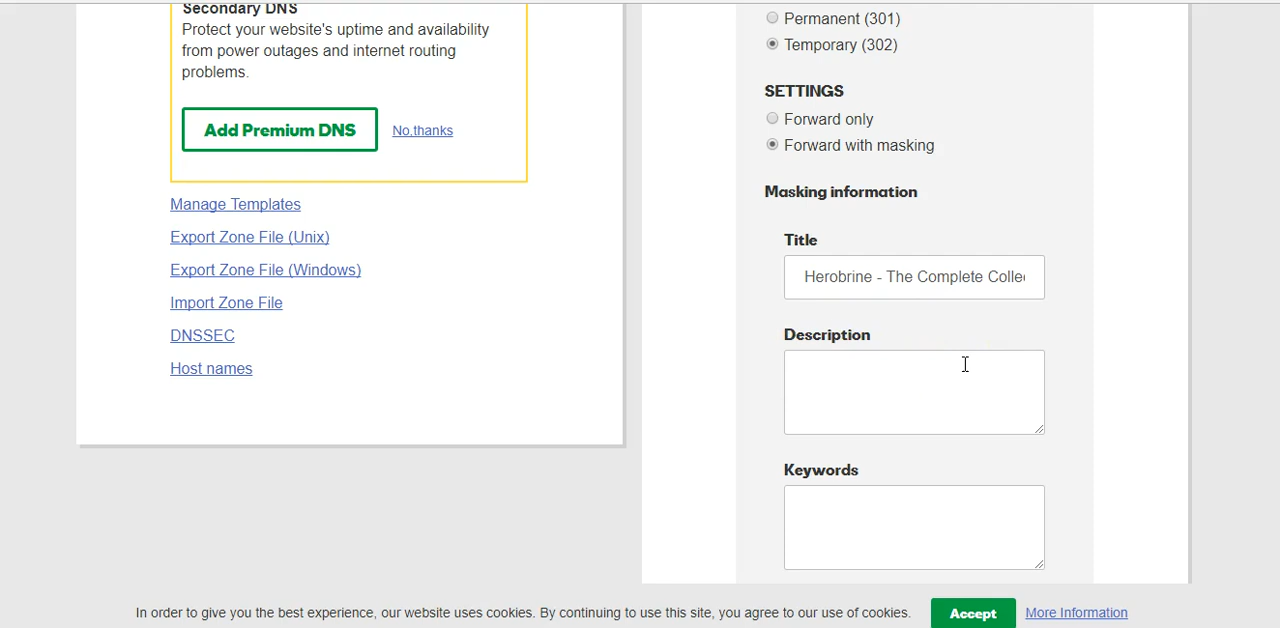 Secondary DNS
Protect your website's uptime and availability
from power outages and internet routing
problems.
Add Premium DNS
No,thanks
Manage Templates
Export Zone File (Unix)
Export Zone File (Windows)
Import Zone File
DNSSEC
Host names
Permanent (301)
Temporary (302)
SETTINGS
Forward only
Forward with masking
Masking information
Title
Herobrine - The Complete Collec
Description
Keywords
In order to give you the best experience, our website uses cookies. By continuing to use this site, you agree to our use of cookies.
Accept
More Information